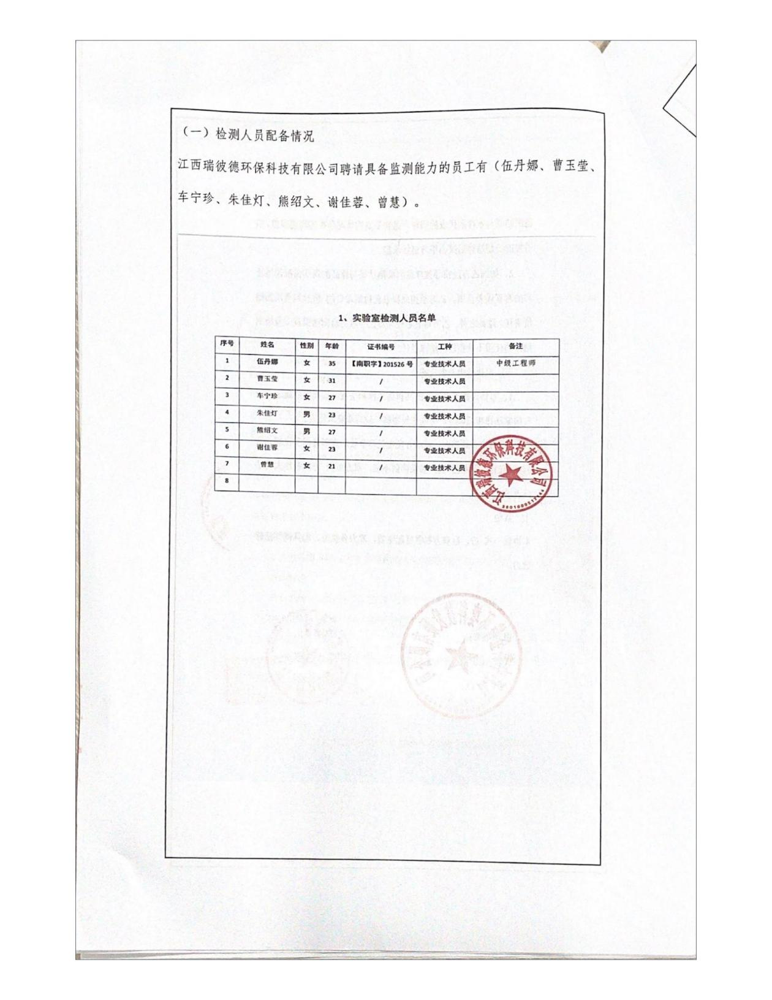 （一）检测人员配备情况
江西瑞彼德环保科技有限公司聘请具备监测能力的员工有（伍丹娜、曹玉莹、
车宁珍、朱佳灯、熊绍文、谢佳蓉、曾慧）。
1、实验室检测人员名单
序号 姓名 性别 年龄 证书编号 工种 备注
1 伍丹娜 女 35 【南职字】201526号 专业技术人员 中级工程师
2 曹玉莹 女 31 / 专业技术人员
3 车宁珍 女 27 / 专业技术人员
4 朱佳灯 男 23 / 专业技术人员
5 熊绍文 男 27 / 专业技术人员
6 谢佳蓉 女 23 / 专业技术人员
7 曾慧 女 21 / 专业技术人员
8
江西瑞彼德环保科技有限公司